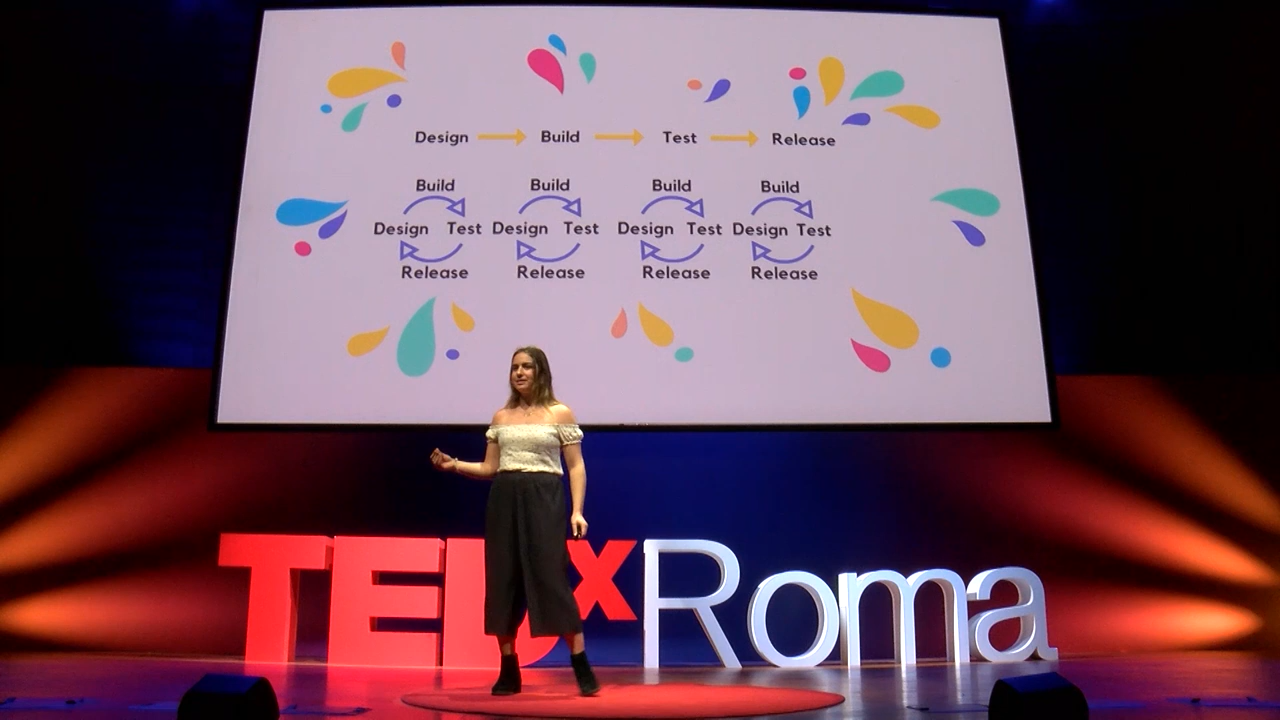 Design Build Test Release
Build Build Build Build
Design Test Design Test Design Test Design Test
Release Release Release Release
TEDxRoma